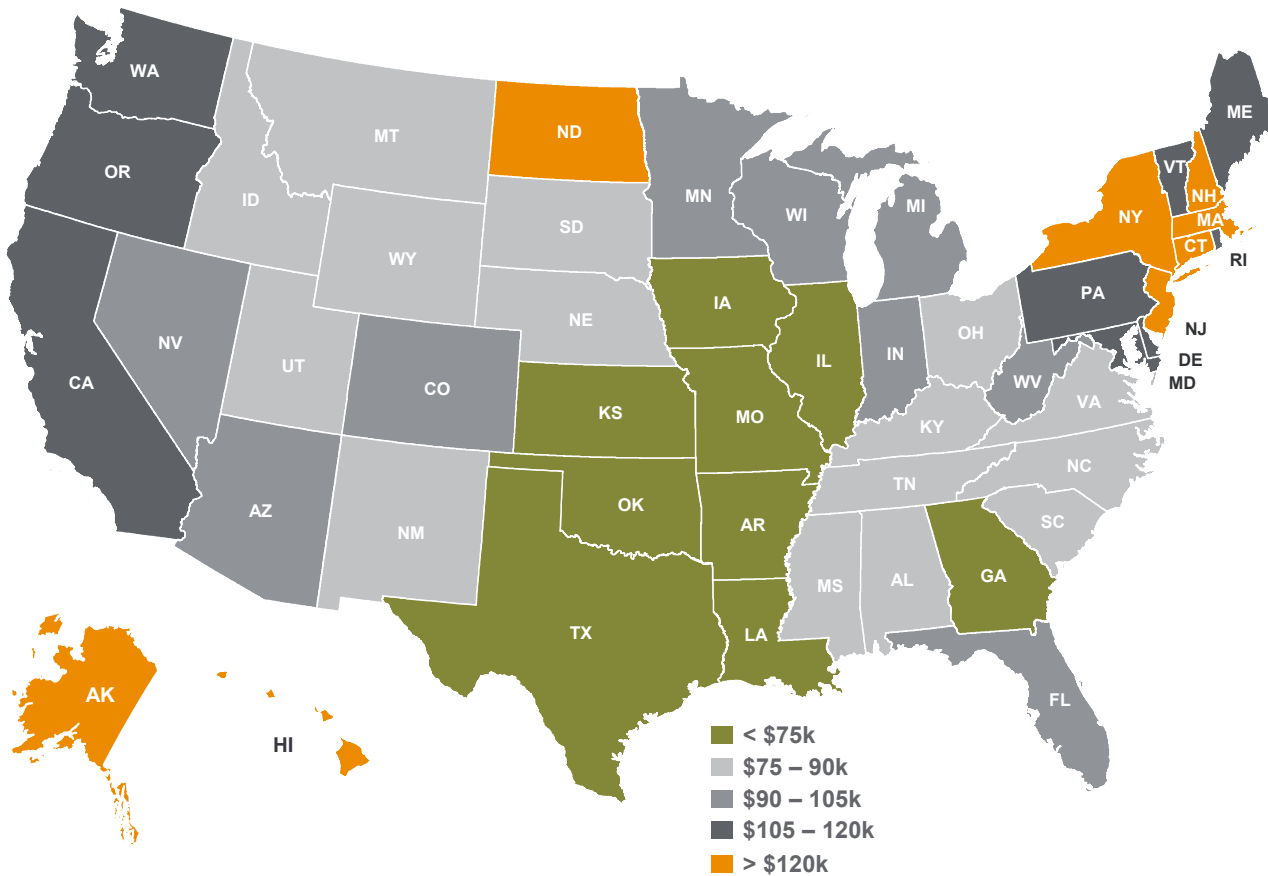 WA
ME
MT
ND
VT
OR
MN
NH
ID
WI
MI
NY
MA
SD
CT
WY
RI
PA
IA
NE
NJ
OH
NV
IN
DE
UT
IL
CA
CO
WV
MD
VA
KS
MO
KY
NC
TN
OK
AZ
AR
SC
NM
GA
MS
AL
TX
LA
AK
FL
HI
< $75k
$75 – 90k
$90 – 105k
$105 – 120k
> $120k